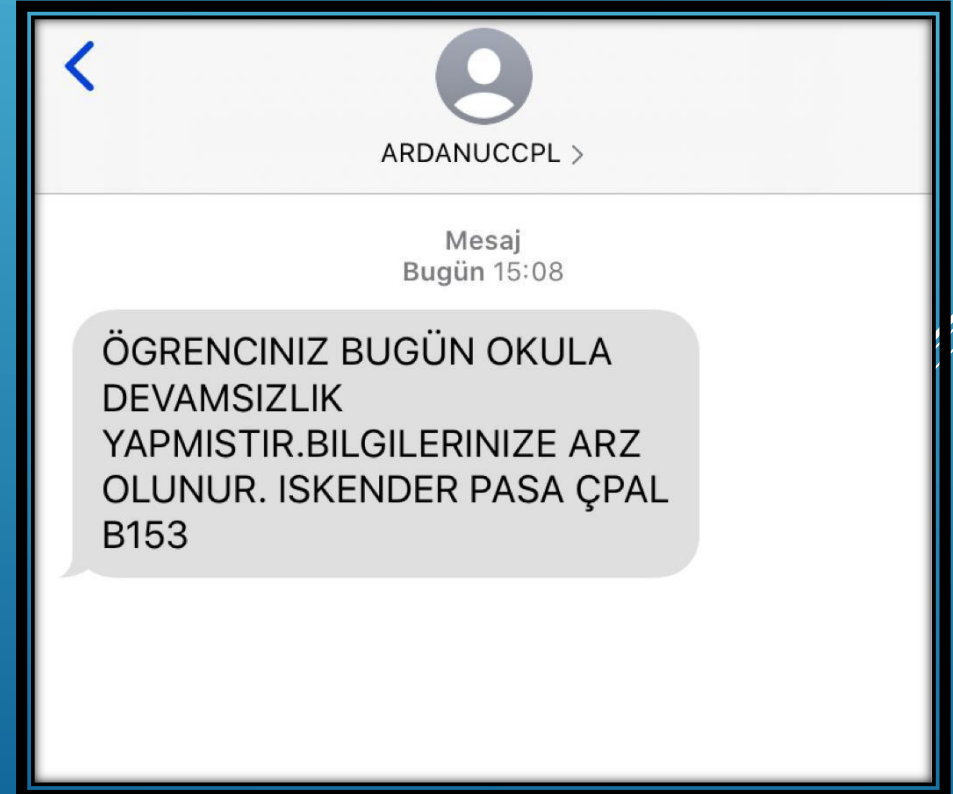 ARDANUCCPL >
Mesaj
Bugün 15:08
ÖGRENCINIZ BUGÜN OKULA
DEVAMSIZLIK
YAPMISTIR.BILGILERINIZE ARZ
OLUNUR. ISKENDER PASA ÇPAL
B153